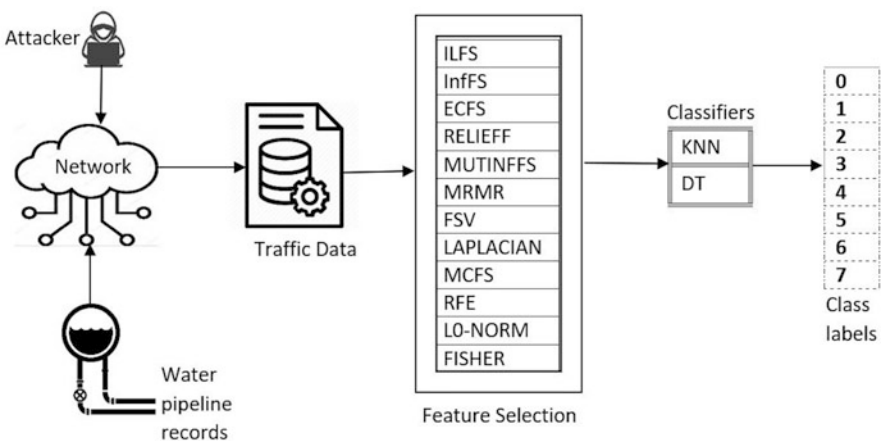 Attacker
Network
Water
pipeline
records
Traffic Data
ILFS
InfFS
ECFS
RELIEFF
MUTINFFS
MRMR
FSV
LAPLACIAN
MCFS
RFE
L0-NORM
FISHER
Feature Selection
Classifiers
KNN
DT
0
1
2
3
4
5
6
7
Class
labels